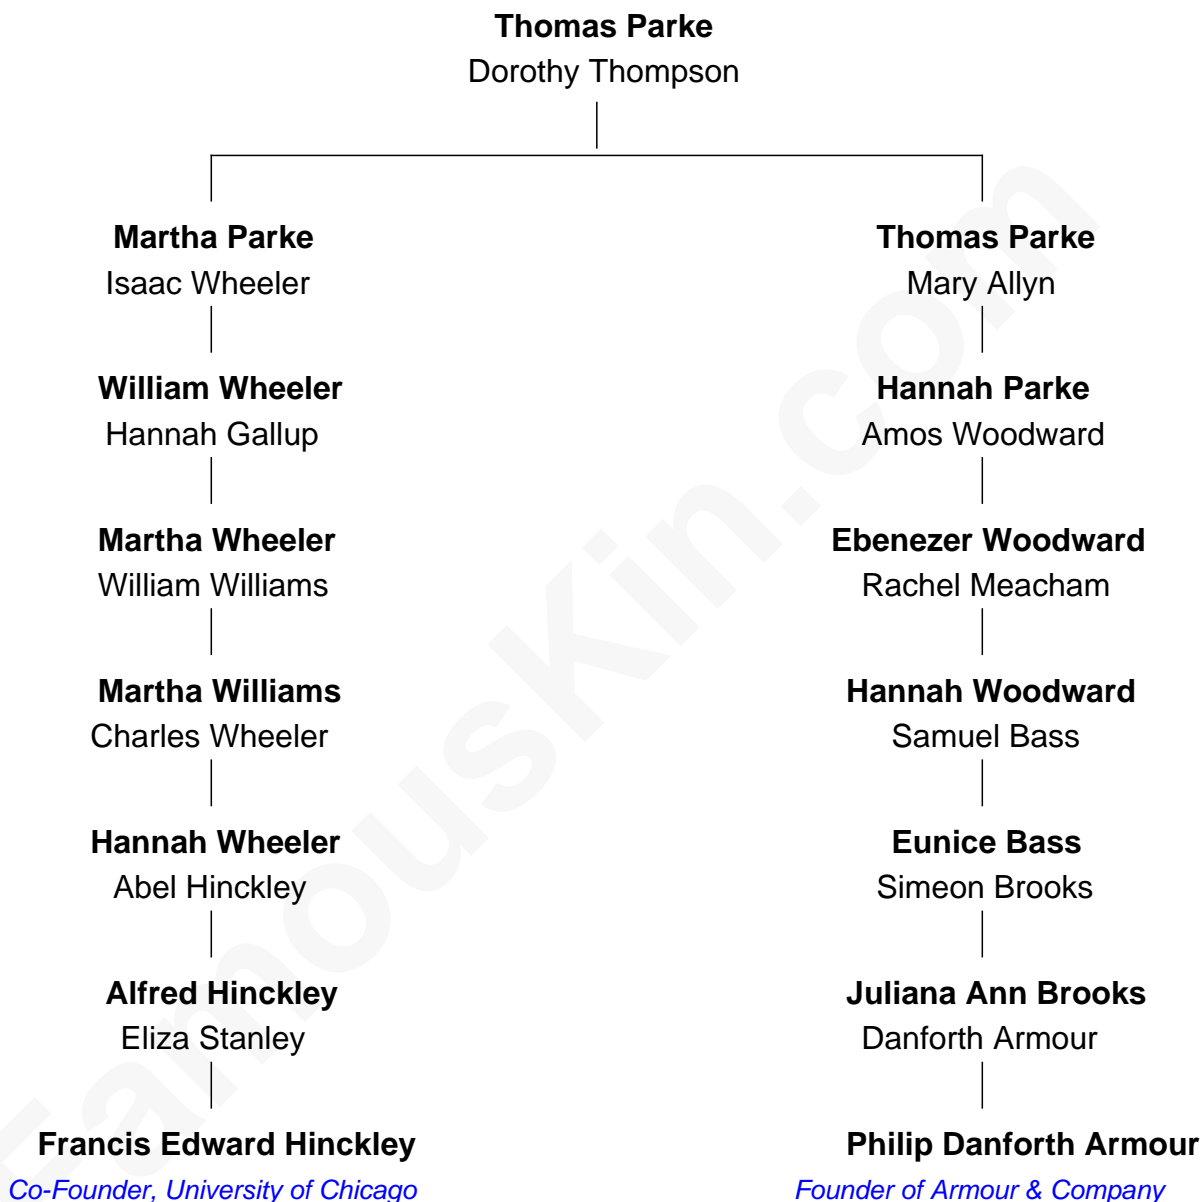 Thomas Parke
Dorothy Thompson
Martha Parke
Isaac Wheeler
William Wheeler
Hannah Gallup
Martha Wheeler
William Williams
Martha Williams
Charles Wheeler
Hannah Wheeler
Abel Hinckley
Alfred Hinckley
Eliza Stanley
Francis Edward Hinckley
Co-Founder, University of Chicago
Thomas Parke
Mary Allyn
Hannah Parke
Amos Woodward
Ebenezer Woodward
Rachel Meacham
Hannah Woodward
Samuel Bass
Eunice Bass
Simeon Brooks
Juliana Ann Brooks
Danforth Armour
Philip Danforth Armour
Founder of Armour & Company
FamousKin.com